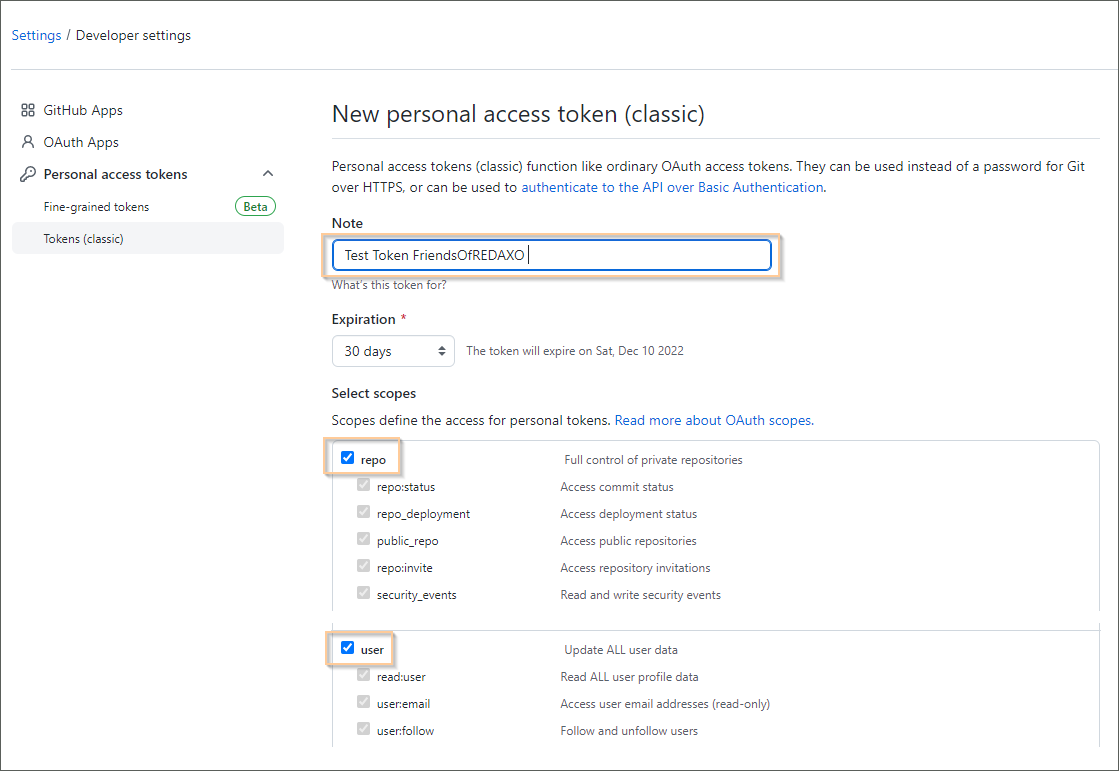 Settings / Developer settings
GitHub Apps
OAuth Apps
Personal access tokens
Fine-grained tokens Beta
Tokens (classic)
New personal access token (classic)
Personal access tokens (classic) function like ordinary OAuth access tokens. They can be used instead of a password for Git
over HTTPS, or can be used to authenticate to the API over Basic Authentication.
Note
Test Token FriendsOfREDAXO
What's this token for?
Expiration *
30 days The token will expire on Sat, Dec 10 2022
Select scopes
Scopes define the access for personal tokens. Read more about OAuth scopes.
repo Full control of private repositories
repo:status Access commit status
repo_deployment Access deployment status
public_repo Access public repositories
repo:invite Access repository invitations
security_events Read and write security events
user Update ALL user data
read:user Read ALL user profile data
user:email Access user email addresses (read-only)
user:follow Follow and unfollow users